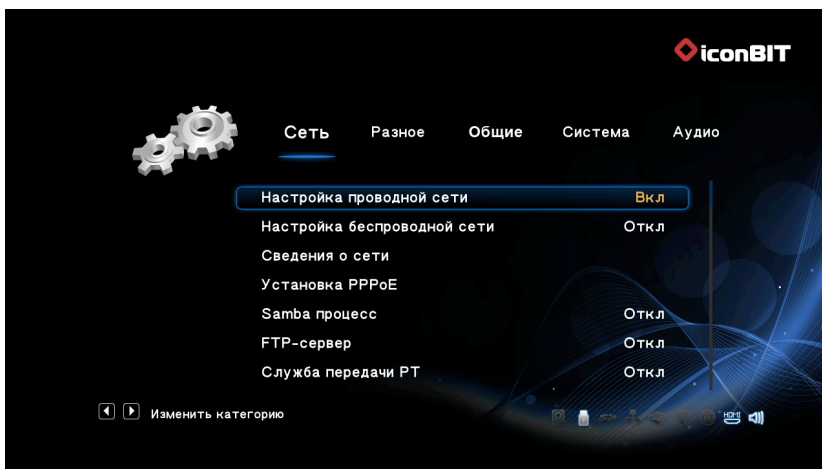 iconBIT
Сеть Разное Общие Система Аудио
Настройка проводной сети Вкл
Настройка беспроводной сети Откл
Сведения о сети
Установка PPPoE
Samba процесс Откл
FTP-сервер Откл
Служба передачи PT Откл
Изменить категорию
HDMI